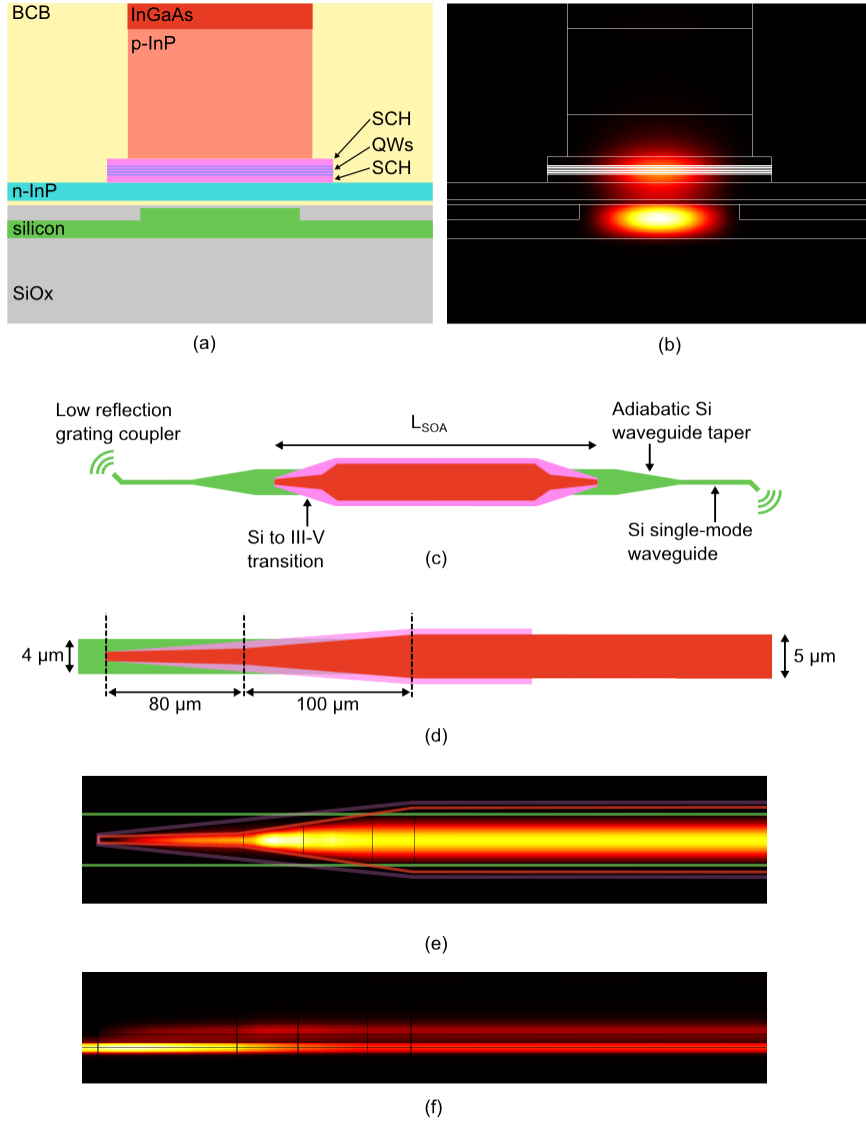 BCB
InGaAs
p-InP
SCH
QWs
SCH
n-InP
silicon
SiOx
(a)
(b)
Low reflection
grating coupler
LSOA
Adiabatic Si
waveguide taper
Si to III-V
transition
Si single-mode
waveguide
(c)
4 μm
5 μm
80 μm
100 μm
(d)
(e)
(f)